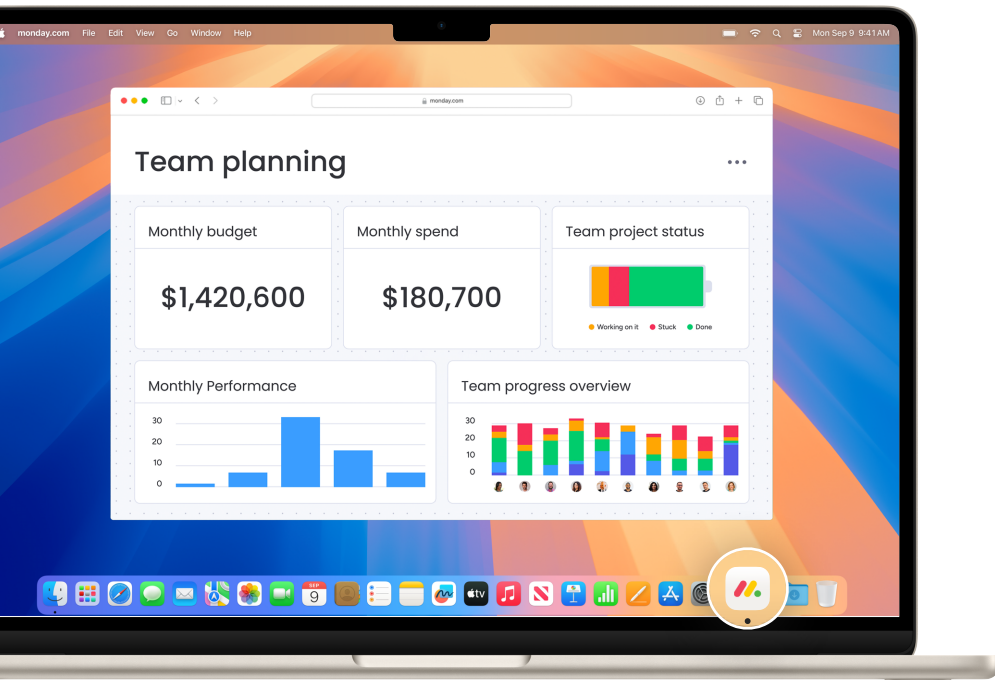 monday.com File Edit View Go Window Help
Mon Sep 9 9:41 AM
monday.com
Team planning
Monthly budget
Monthly spend
Team project status
$1,420,600
$180,700
Working on it Stuck Done
Monthly Performance
Team progress overview
30
20
10
0
30
20
10
0
SEP
9
tv